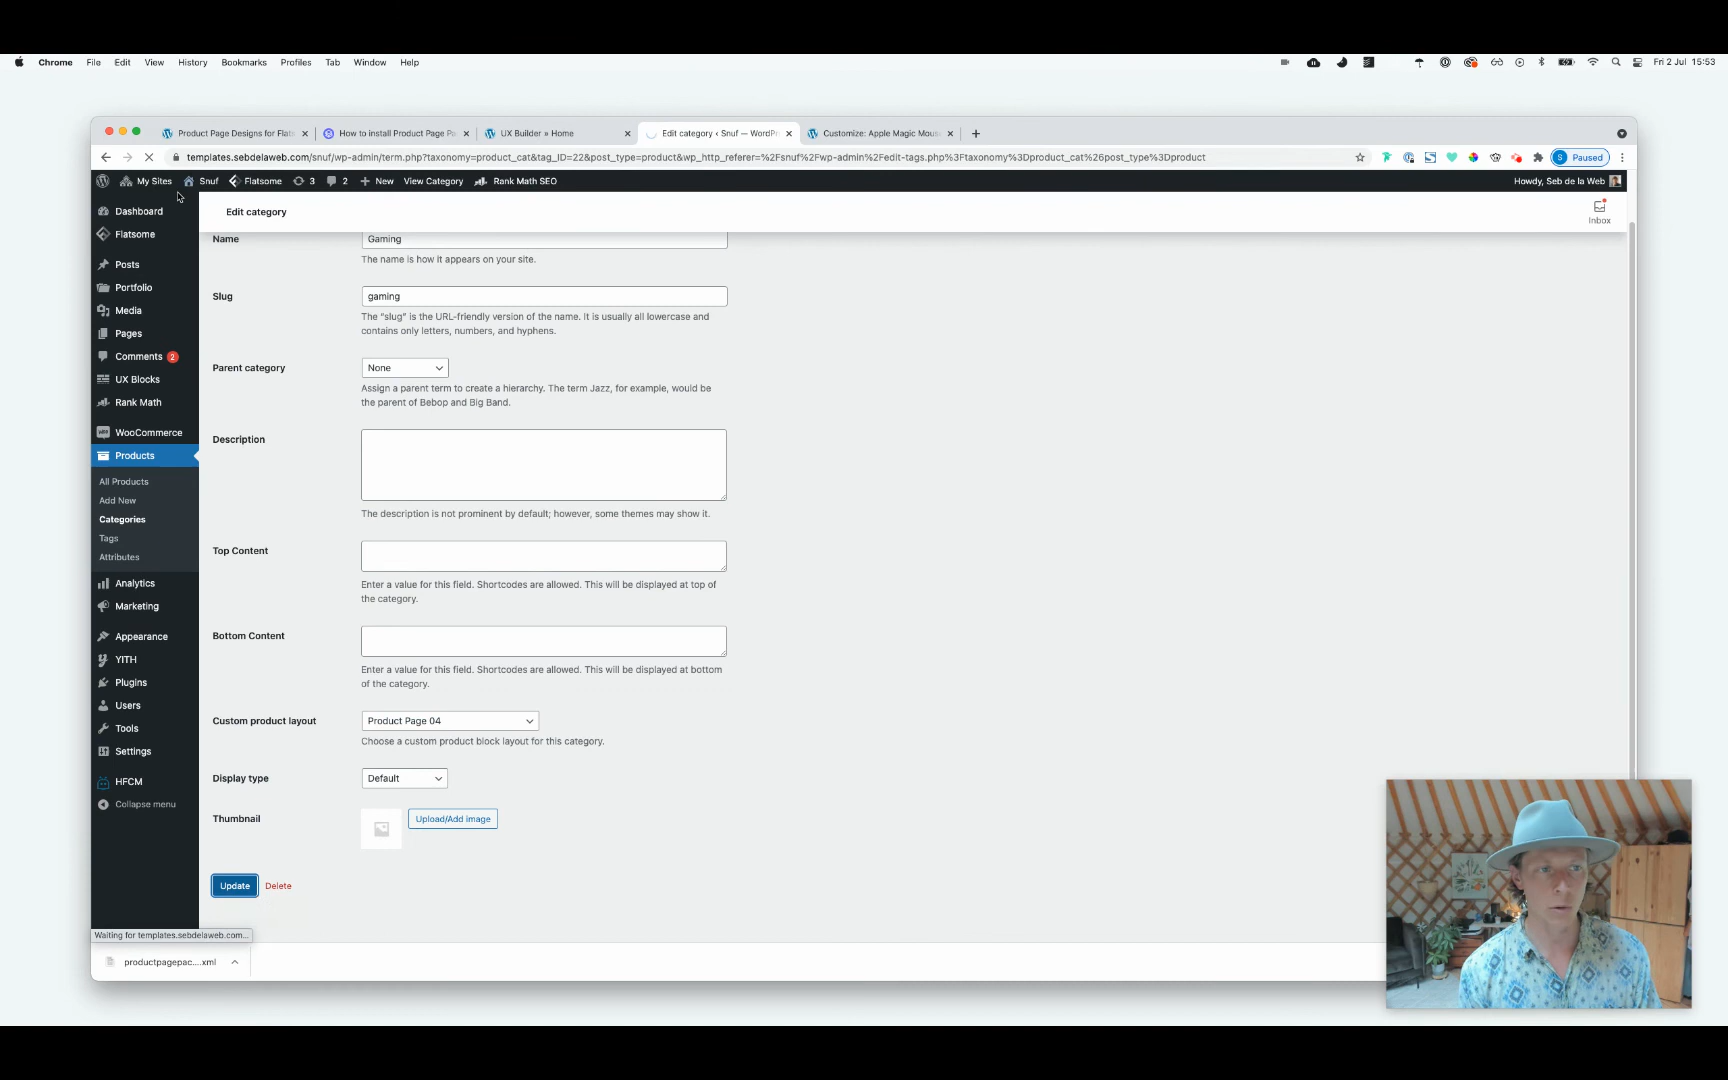 Chrome File Edit View History Bookmarks Profiles Tab Window Help Fri 2 Jul 15:53
Product Page Designs for Flats How to install Product Page Pa UX Builder » Home Edit category ‹ Snuf — WordPr Customize: Apple Magic Mous
templates.sebdelaweb.com/snuf/wp-admin/term.php?taxonomy=product_cat&tag_ID=22&post_type=product&wp_http_referer=%2Fsnuf%2Fwp-admin%2Fedit-tags.php%3Ftaxonomy%3Dproduct_cat%26post_type%3Dproduct S Paused
My Sites Snuf Flatsome 3 2 New View Category Rank Math SEO Howdy, Seb de la Web
Dashboard
Flatsome
Posts
Portfolio
Media
Pages
Comments 2
UX Blocks
Rank Math
WooCommerce
Products
All Products
Add New
Categories
Tags
Attributes
Analytics
Marketing
Appearance
YITH
Plugins
Users
Tools
Settings
HFCM
Collapse menu
Edit category
Inbox
Name Gaming
The name is how it appears on your site.
Slug gaming
The “slug” is the URL-friendly version of the name. It is usually all lowercase and
contains only letters, numbers, and hyphens.
Parent category None
Assign a parent term to create a hierarchy. The term Jazz, for example, would be
the parent of Bebop and Big Band.
Description
The description is not prominent by default; however, some themes may show it.
Top Content
Enter a value for this field. Shortcodes are allowed. This will be displayed at top of
the category.
Bottom Content
Enter a value for this field. Shortcodes are allowed. This will be displayed at bottom
of the category.
Custom product layout Product Page 04
Choose a custom product block layout for this category.
Display type Default
Thumbnail Upload/Add image
Update Delete
Waiting for templates.sebdelaweb.com...
productpagepac....xml